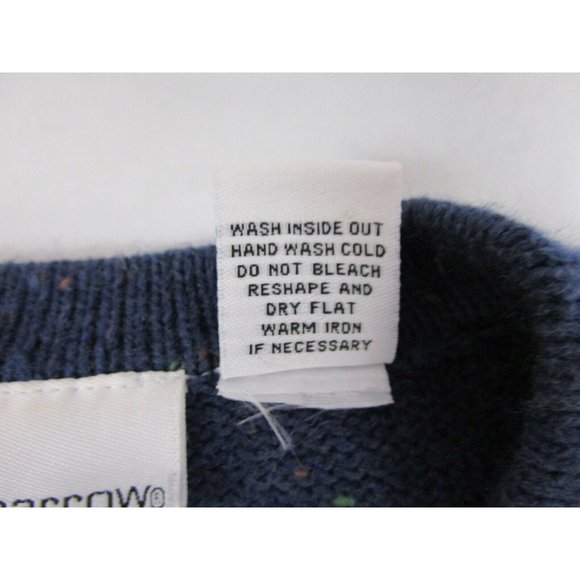 WASH INSIDE OUT
HAND WASH COLD
DO NOT BLEACH
RESHAPE AND
DRY FLAT
WARM IRON
IF NECESSARY